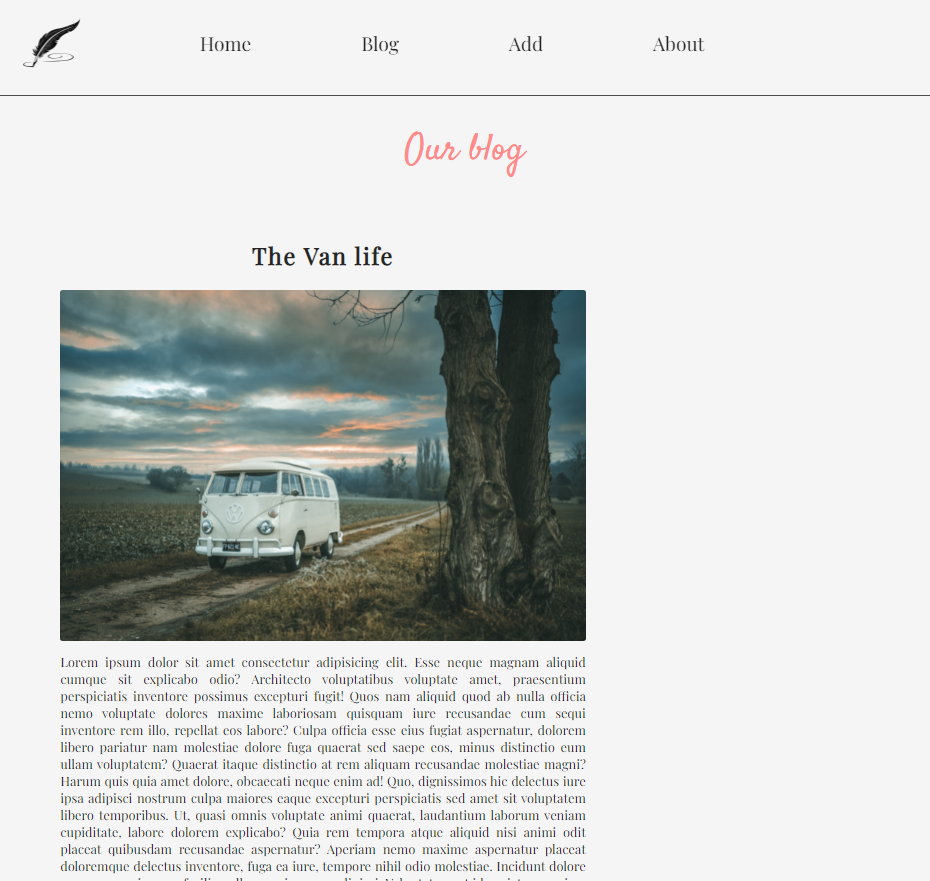 Home Blog Add About
Our blog
The Van life
Lorem ipsum dolor sit amet consectetur adipisicing elit. Esse neque magnam aliquid
cumque sit explicabo odio? Architecto voluptatibus voluptate amet, praesentium
perspiciatis inventore possimus excepturi fugit! Quos nam aliquid quod ab nulla officia
nemo voluptate dolores maxime laboriosam quisquam iure recusandae cum sequi
inventore rem illo, repellat eos labore? Culpa officia esse eius fugiat aspernatur, dolorem
libero pariatur nam molestiae dolore fuga quaerat sed saepe eos, minus distinctio eum
ullam voluptatem? Quaerat itaque distinctio at rem aliquam recusandae molestiae magni?
Harum quis quia amet dolore, obcaecati neque enim ad! Quo, dignissimos hic delectus iure
ipsa adipisci nostrum culpa maiores eaque excepturi perspiciatis sed amet sit voluptatem
libero temporibus. Ut, quasi omnis voluptate animi quaerat, laudantium laborum veniam
cupiditate, labore dolorem explicabo? Quia rem tempora atque aliquid nisi animi odit
placeat quibusdam recusandae aspernatur? Aperiam nemo maxime aspernatur placeat
doloremque delectus inventore, fuga ea iure, tempore nihil odio molestiae. Incidunt dolore